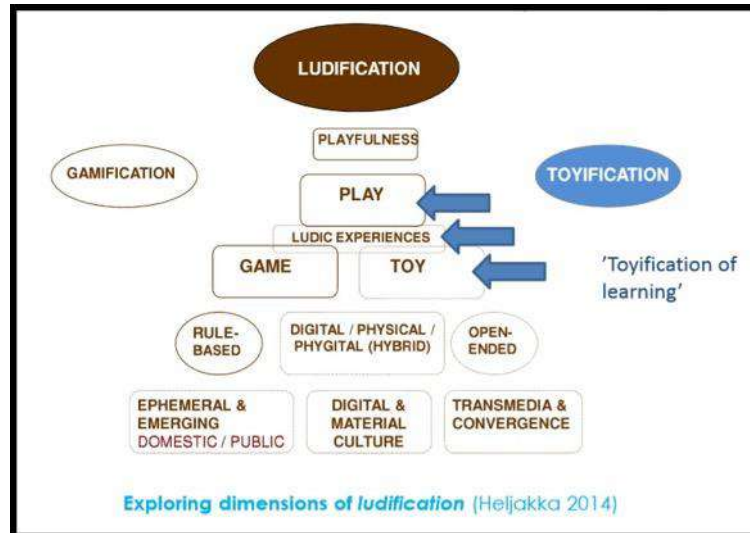 LUDIFICATION
PLAYFULNESS
GAMIFICATION
TOYIFICATION
PLAY
LUDIC EXPERIENCES
GAME
TOY
'Toyification of
learning'
RULE-
BASED
DIGITAL / PHYSICAL /
PHYGITAL (HYBRID)
OPEN-
ENDED
EPHEMERAL &
EMERGING
DOMESTIC / PUBLIC
DIGITAL &
MATERIAL
CULTURE
TRANSMEDIA &
CONVERGENCE
Exploring dimensions of ludification (Heljakka 2014)